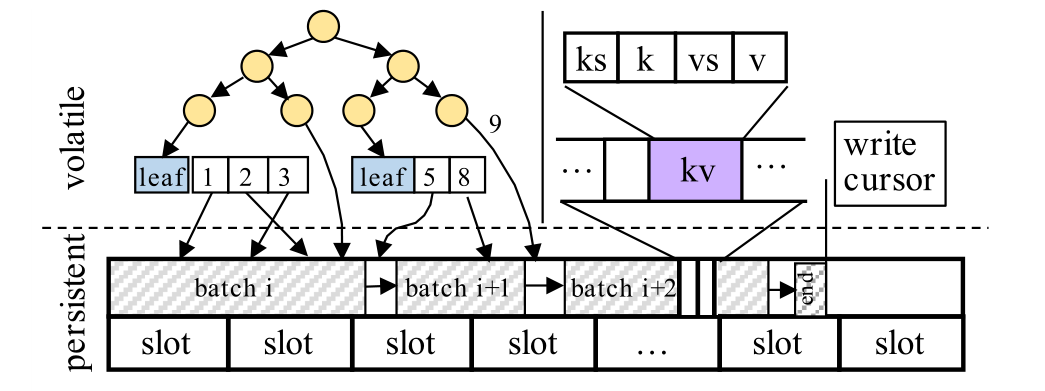 volatile
persistent
9
leaf 1 2 3
leaf 5 8
ks k vs v
… kv …
write
cursor
batch i batch i+1 batch i+2 end
slot slot slot slot … slot slot